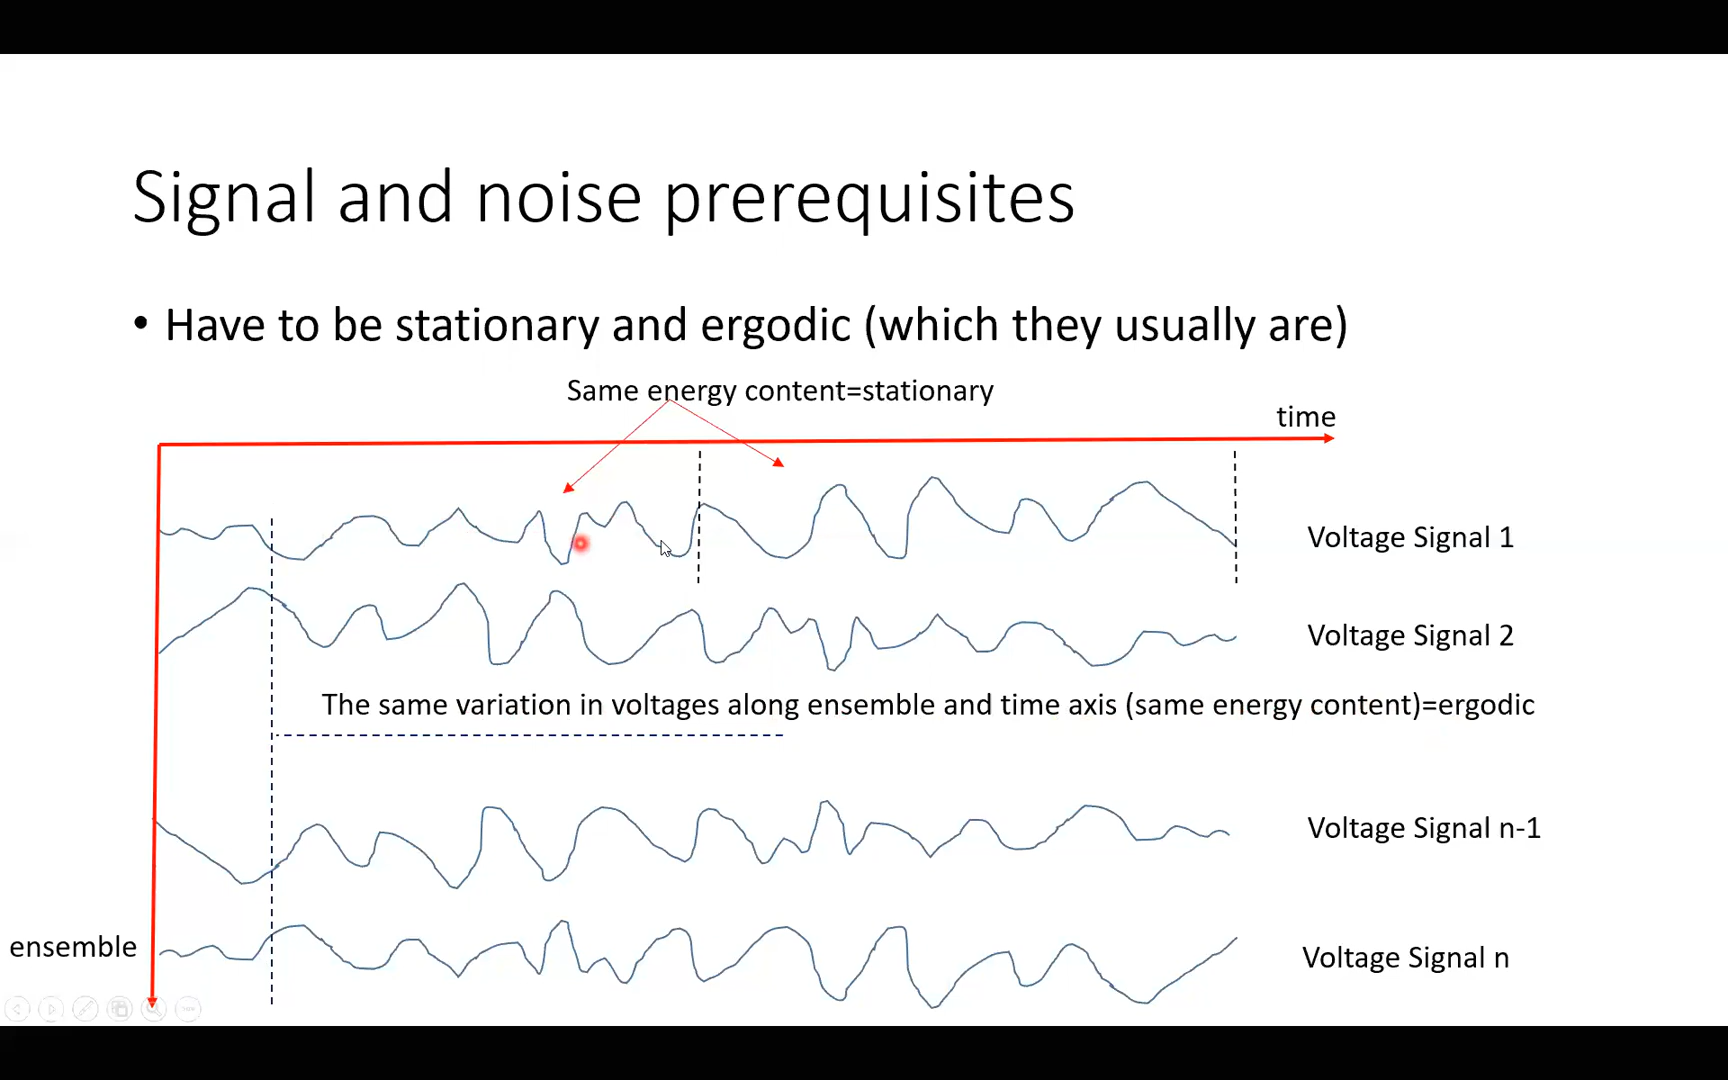 Signal and noise prerequisites
• Have to be stationary and ergodic (which they usually are)
Same energy content=stationary
time
Voltage Signal 1
Voltage Signal 2
The same variation in voltages along ensemble and time axis (same energy content)=ergodic
Voltage Signal n-1
ensemble
Voltage Signal n